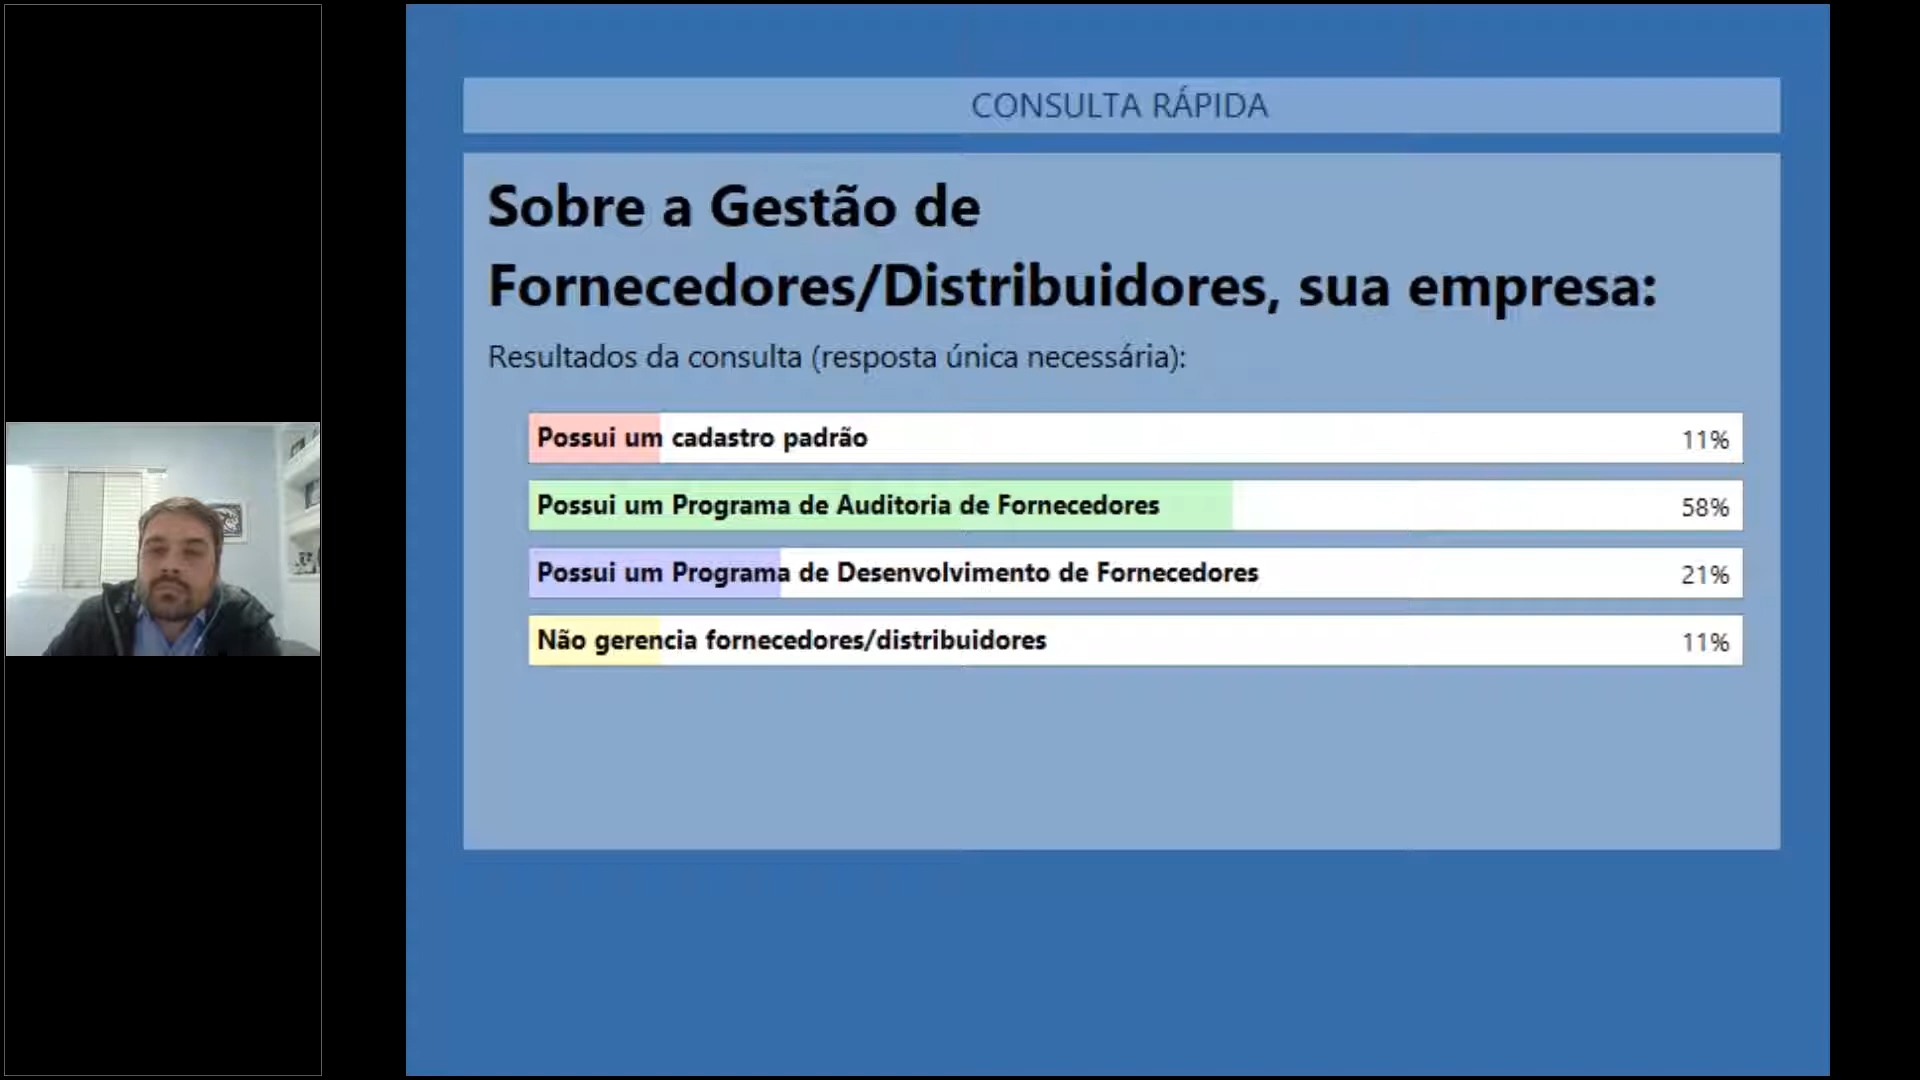 CONSULTA RÁPIDA
Sobre a Gestão de
Fornecedores/Distribuidores, sua empresa:
Resultados da consulta (resposta única necessária):
Possui um cadastro padrão 11%
Possui um Programa de Auditoria de Fornecedores 58%
Possui um Programa de Desenvolvimento de Fornecedores 21%
Não gerencia fornecedores/distribuidores 11%